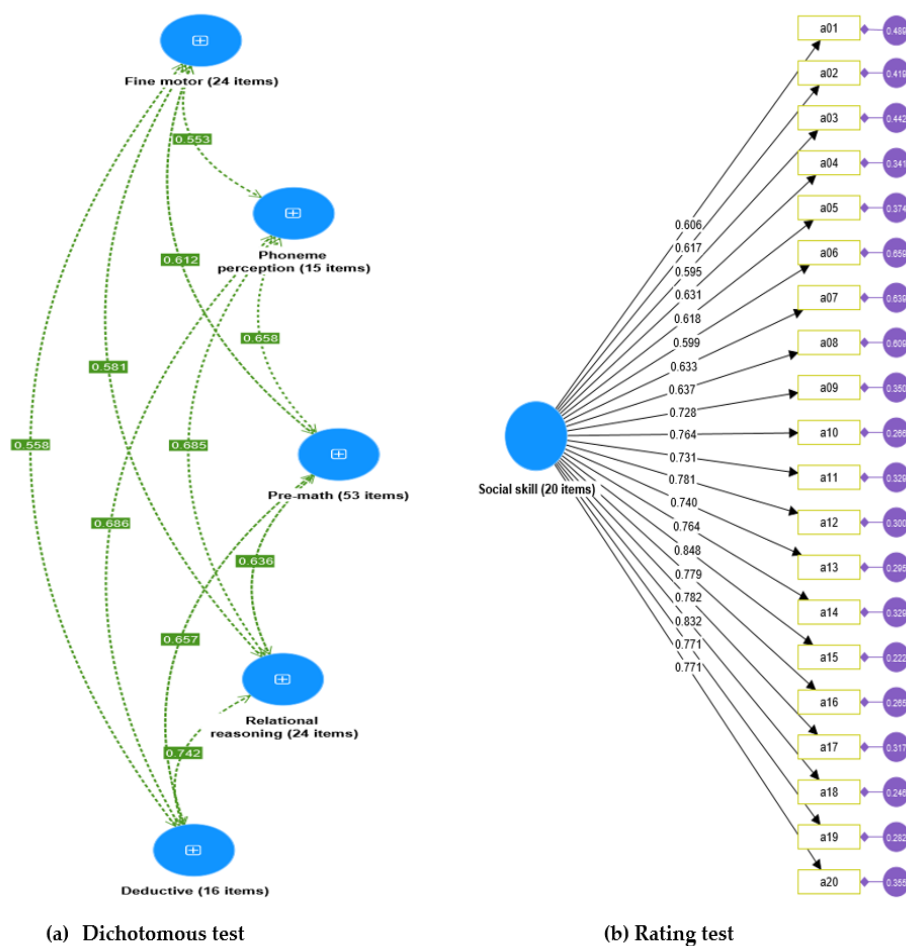 Fine motor (24 items)
0.553
Phoneme
perception (15 items)
0.612
0.658
0.581
0.558
0.685
Pre-math (53 items)
0.686
0.636
0.657
Relational
reasoning (24 items)
0.742
Deductive (16 items)
(a) Dichotomous test
Social skill (20 items)
0.606
0.617
0.595
0.631
0.618
0.599
0.633
0.637
0.728
0.764
0.731
0.781
0.740
0.764
0.848
0.779
0.782
0.832
0.771
0.771
a01 0.489
a02 0.419
a03 0.442
a04 0.341
a05 0.374
a06 0.659
a07 0.639
a08 0.609
a09 0.350
a10 0.266
a11 0.329
a12 0.300
a13 0.295
a14 0.329
a15 0.222
a16 0.265
a17 0.317
a18 0.246
a19 0.282
a20 0.355
(b) Rating test